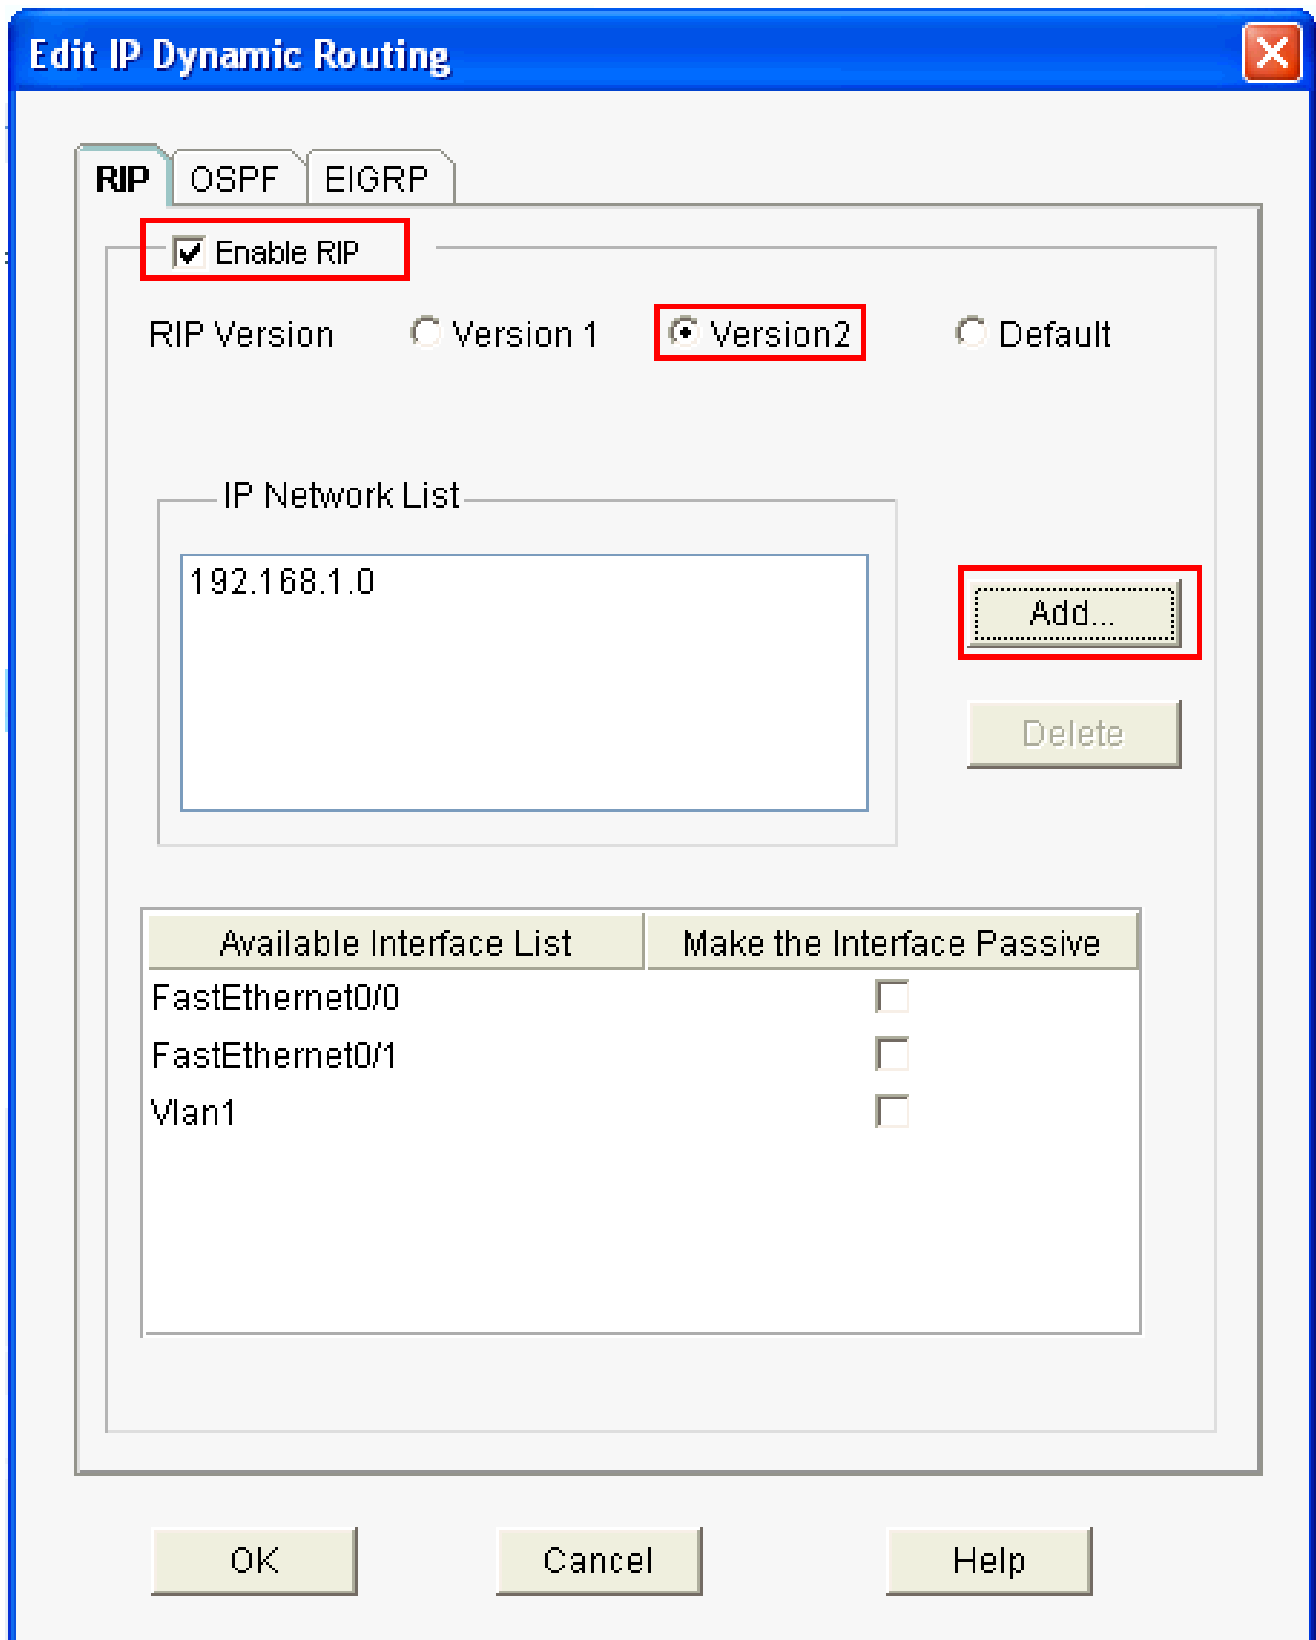 Edit IP Dynamic Routing
RIP OSPF EIGRP
Enable RIP
RIP Version Version 1 Version2 Default
IP Network List
192.168.1.0
Add...
Delete
Available Interface List Make the Interface Passive
FastEthernet0/0
FastEthernet0/1
Vlan1
OK Cancel Help